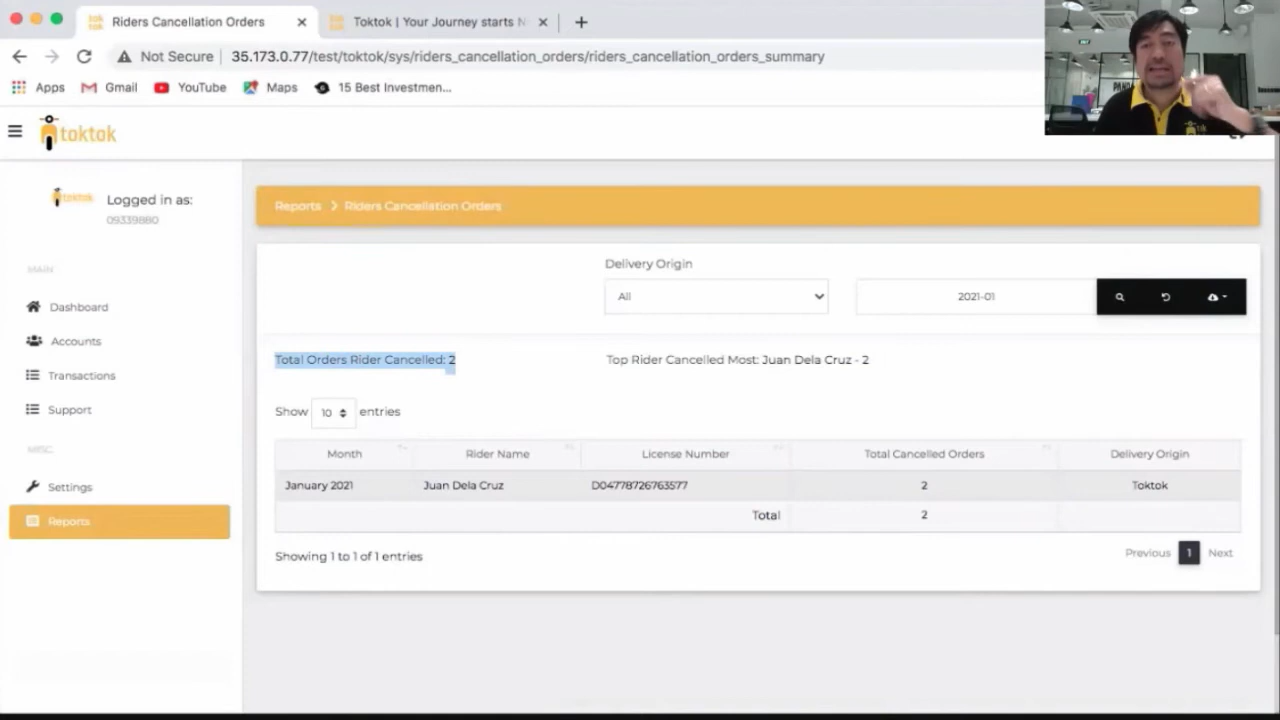 Riders Cancellation Orders
Toktok | Your Journey starts N
Not Secure
35.173.0.77/test/toktok/sys/riders_cancellation_orders/riders_cancellation_orders_summary
Apps
Gmail
YouTube
Maps
15 Best Investmen...
toktok
toktok
Logged in as:
09339880
MAIN
Dashboard
Accounts
Transactions
Support
MISC
Settings
Reports
Reports > Riders Cancellation Orders
Delivery Origin
All
2021-01
Total Orders Rider Cancelled: 2
Top Rider Cancelled Most: Juan Dela Cruz - 2
Show 10 entries
Month Rider Name License Number Total Cancelled Orders Delivery Origin
January 2021 Juan Dela Cruz D04778726763577 2 Toktok
Total 2
Showing 1 to 1 of 1 entries
Previous 1 Next